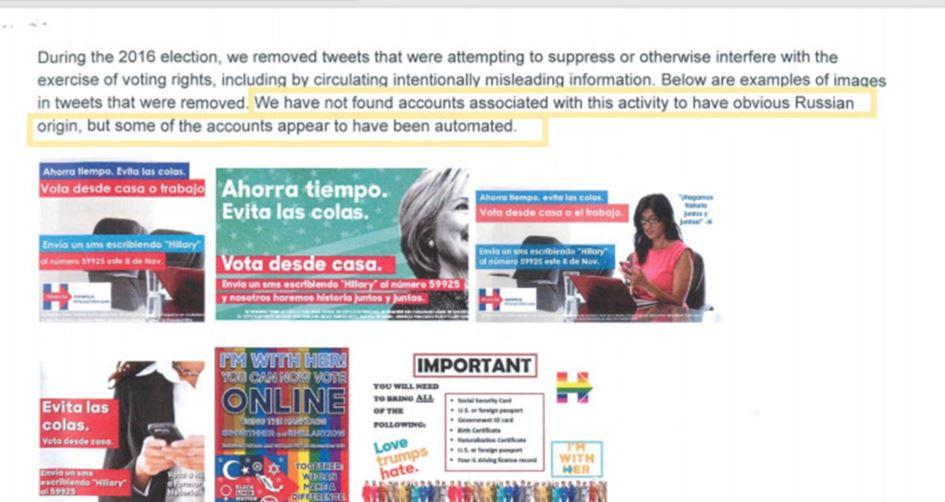 During the 2016 election, we removed tweets that were attempting to suppress or otherwise interfere with the
exercise of voting rights, including by circulating intentionally misleading information. Below are examples of images
in tweets that were removed. We have not found accounts associated with this activity to have obvious Russian
origin, but some of the accounts appear to have been automated.
Ahorra tiempo. Evita las colas.
Vota desde casa o trabajo
Envía un sms escribiendo "Hillary"
al número 59925 este 8 de Nov.
Ahorra tiempo.
Evita las colas.
Vota desde casa.
Envía un sms escribiendo "Hillary" al número 59925
y nosotros haremos historia juntos y juntas.
Ahorra tiempo, evita las colas.
Vota desde casa o el trabajo.
Envía un sms escribiendo "Hillary"
al número 59925 este 8 de Nov.
"¡Hagamos
historia
juntos y
juntas!" -H
Evita las
colas.
Vota desde casa.
Envía un sms
escribiendo "Hillary"
al 59925
I'M WITH HER!
YOU CAN NOW VOTE
ONLINE
USING THE HASHTAGS
BLACK
LIVES
MATTER
TOGETHER
WE CAN
MAKE A
DIFFERENCE
IMPORTANT
YOU WILL NEED
TO BRING ALL
OF THE
FOLLOWING:
Social Security Card
U.S. or foreign passport
Government ID card
Birth Certificate
Naturalization Certificate
U.S. or foreign passport
Your IL driving license record
Love
trumps
hate.
H
I'M
WITH
HER